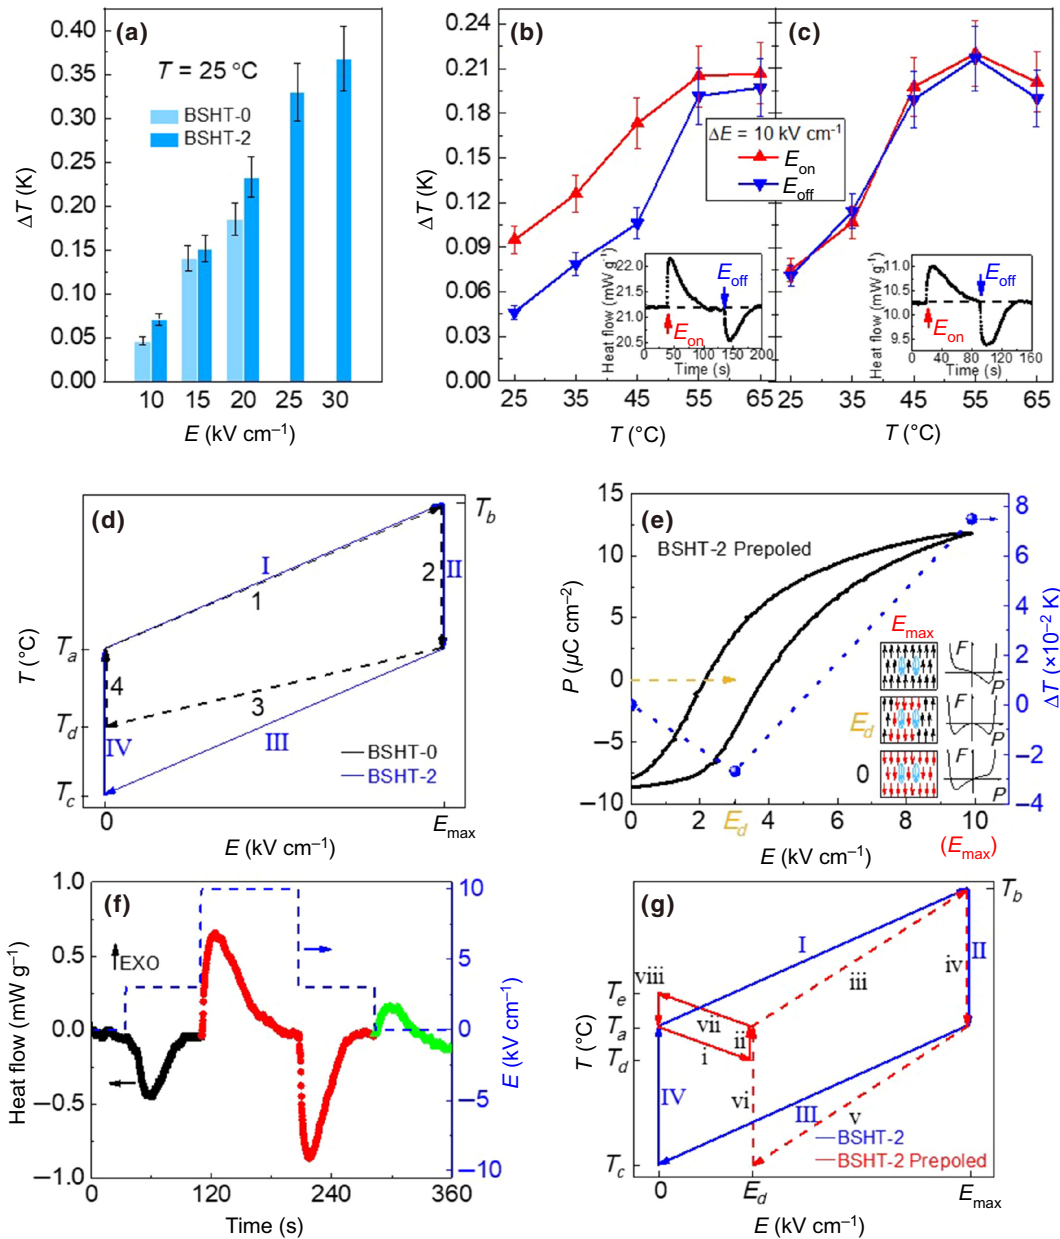 (a)
T = 25 °C
BSHT-0
BSHT-2
0.40
0.35
0.30
0.25
0.20
0.15
0.10
0.05
0.00
ΔT (K)
10 15 20 25 30
E (kV cm–1)
(b)
0.24
0.21
0.18
0.15
0.12
0.09
0.06
0.03
0.00
ΔT (K)
25 35 45 55 65
T (°C)
22.0
21.2
20.5
Heat flow (mW g–1)
Eon
Eoff
0 50 100 150 200
Time (s)
ΔE = 10 kV cm-1
Eon
Eoff
(c)
11.0
10.3
9.5
Heat flow (mW g–1)
Eon
Eoff
0 40 80 120 160
Time (s)
25 35 45 55 65
T (°C)
(d)
Tb
Ta
Td
Tc
T (°C)
I
1
2
II
3
4
III
IV
BSHT-0
BSHT-2
0
Emax
E (kV cm–1)
(e)
BSHT-2 Prepoled
15
10
5
0
−5
−10
P (μC cm–2)
8
6
4
2
0
−2
−4
ΔT (×10–2 K)
Emax
Ed
0
F
P
F
P
F
P
0 2 Ed 4 6 8 10
E (kV cm–1)
(Emax)
(f)
EXO
1.0
0.5
0.0
−0.5
−1.0
Heat flow (mW g–1)
10
5
0
−5
−10
E (kV cm–1)
0 120 240 360
Time (s)
(g)
Tb
Te
Ta
Td
Tc
T (°C)
I
II
iii
iv
viii
vii
ii
i
vi
IV
III
v
BSHT-2
BSHT-2 Prepoled
0
Ed
Emax
E (kV cm–1)